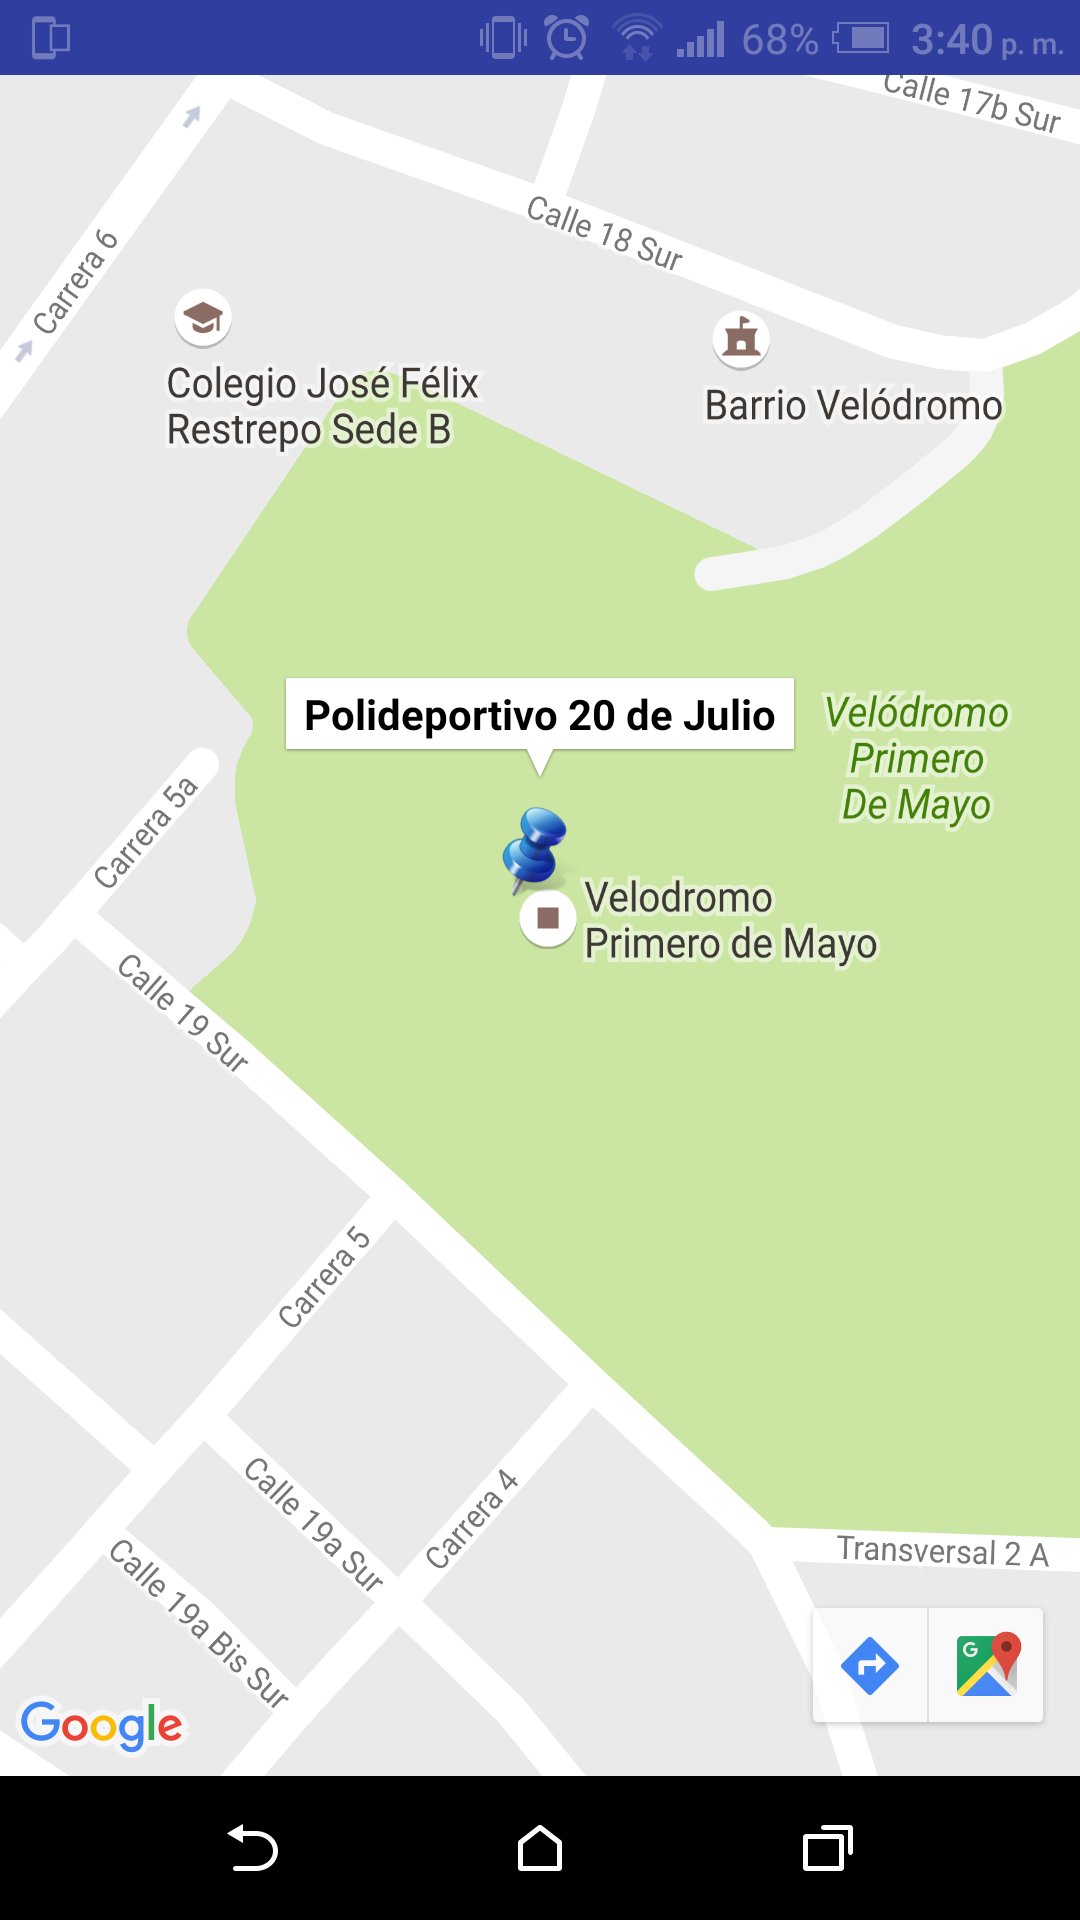 68% 3:40 p. m.
Calle 17b Sur
Calle 18 Sur
Carrera 6
Colegio José Félix
Restrepo Sede B
Barrio Velódromo
Polideportivo 20 de Julio
Velódromo
Primero
De Mayo
Carrera 5a
Velodromo
Primero de Mayo
Calle 19 Sur
Carrera 5
Calle 19a Sur
Carrera 4
Transversal 2 A
Calle 19a Bis Sur
G
Google